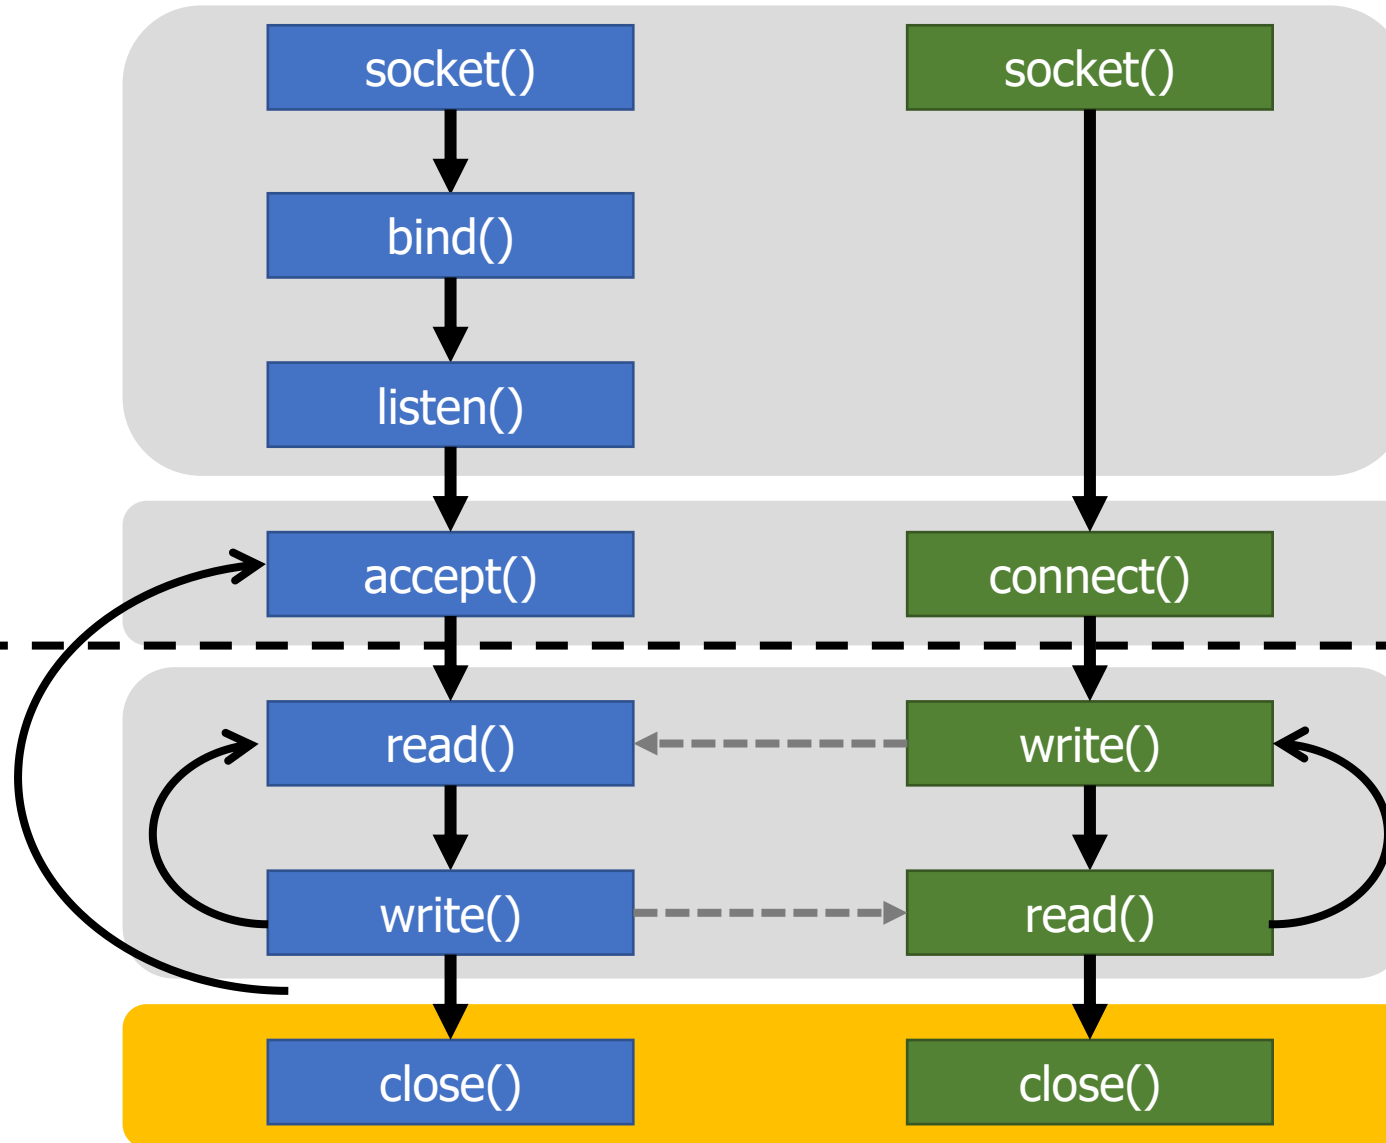 socket()
socket()
bind()
listen()
accept()
connect()
read()
write()
write()
read()
close()
close()